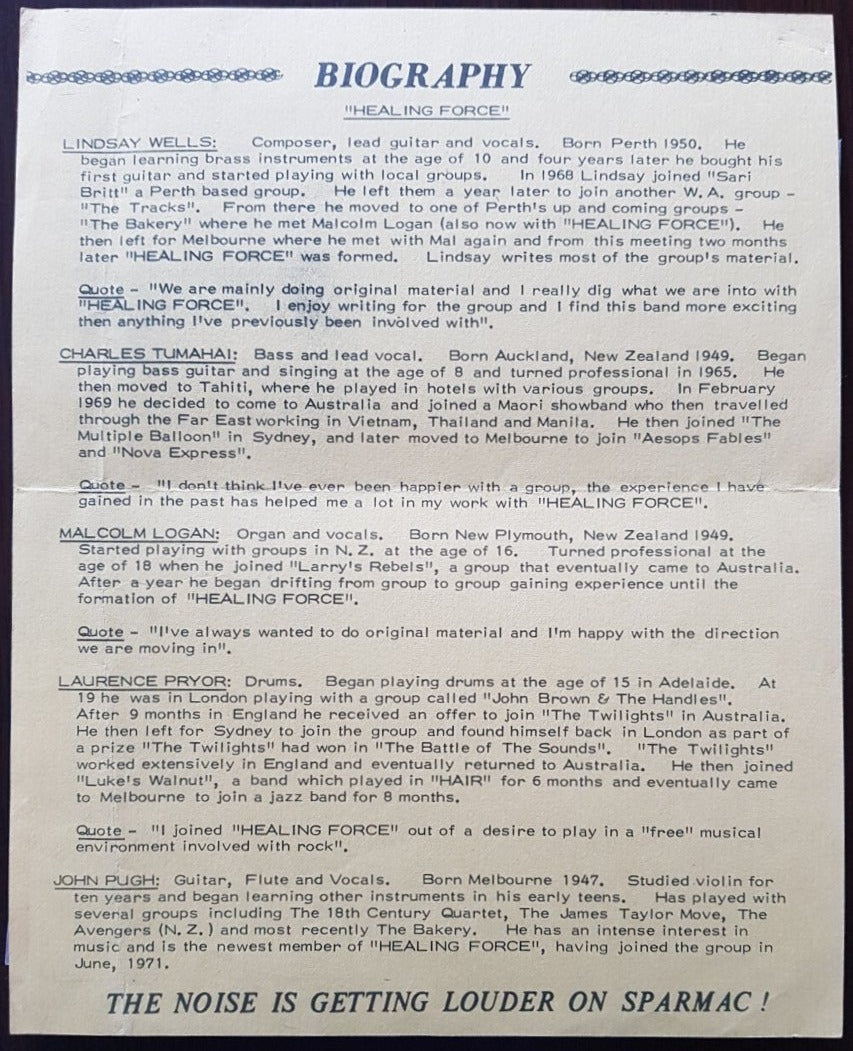 BIOGRAPHY
"HEALING FORCE"
LINDSAY WELLS: Composer, lead guitar and vocals. Born Perth 1950. He
began learning brass instruments at the age of 10 and four years later he bought his
first guitar and started playing with local groups. In 1968 Lindsay joined "Sari
Britt" a Perth based group. He left them a year later to join another W.A. group -
"The Tracks". From there he moved to one of Perth's up and coming groups -
"The Bakery" where he met Malcolm Logan (also now with "HEALING FORCE"). He
then left for Melbourne where he met with Mal again and from this meeting two months
later "HEALING FORCE" was formed. Lindsay writes most of the group's material.
Quote - "We are mainly doing original material and I really dig what we are into with
"HEALING FORCE". I enjoy writing for the group and I find this band more exciting
then anything I've previously been involved with".
CHARLES TUMAHAI: Bass and lead vocal. Born Auckland, New Zealand 1949. Began
playing bass guitar and singing at the age of 8 and turned professional in 1965. He
then moved to Tahiti, where he played in hotels with various groups. In February
1969 he decided to come to Australia and joined a Maori showband who then travelled
through the Far East working in Vietnam, Thailand and Manila. He then joined "The
Multiple Balloon" in Sydney, and later moved to Melbourne to join "Aesops Fables"
and "Nova Express".
Quote - "I don't think I've ever been happier with a group, the experience I have
gained in the past has helped me a lot in my work with "HEALING FORCE".
MALCOLM LOGAN: Organ and vocals. Born New Plymouth, New Zealand 1949.
Started playing with groups in N.Z. at the age of 16. Turned professional at the
age of 18 when he joined "Larry's Rebels", a group that eventually came to Australia.
After a year he began drifting from group to group gaining experience until the
formation of "HEALING FORCE".
Quote - "I've always wanted to do original material and I'm happy with the direction
we are moving in".
LAURENCE PRYOR: Drums. Began playing drums at the age of 15 in Adelaide. At
19 he was in London playing with a group called "John Brown & The Handles".
After 9 months in England he received an offer to join "The Twilights" in Australia.
He then left for Sydney to join the group and found himself back in London as part of
a prize "The Twilights" had won in "The Battle of The Sounds". "The Twilights"
worked extensively in England and eventually returned to Australia. He then joined
"Luke's Walnut", a band which played in "HAIR" for 6 months and eventually came
to Melbourne to join a jazz band for 8 months.
Quote - "I joined "HEALING FORCE" out of a desire to play in a "free" musical
environment involved with rock".
JOHN PUGH: Guitar, Flute and Vocals. Born Melbourne 1947. Studied violin for
ten years and began learning other instruments in his early teens. Has played with
several groups including The 18th Century Quartet, The James Taylor Move, The
Avengers (N.Z.) and most recently The Bakery. He has an intense interest in
music and is the newest member of "HEALING FORCE", having joined the group in
June, 1971.
THE NOISE IS GETTING LOUDER ON SPARMAC !